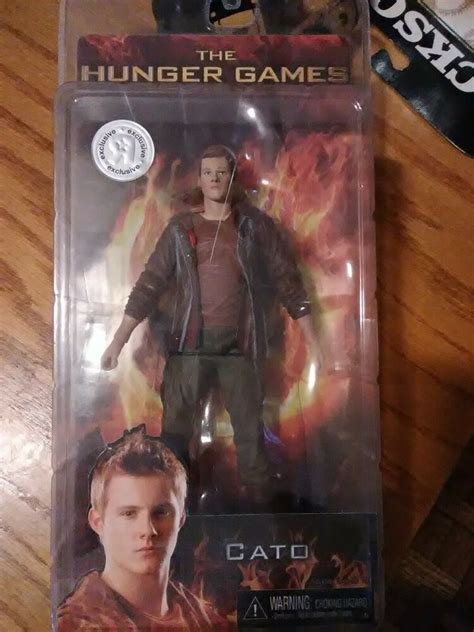 CKSO
THE
HUNGER GAMES
exclusive
exclusive
exclusive
CATO
WARNING: CHOKING HAZARD